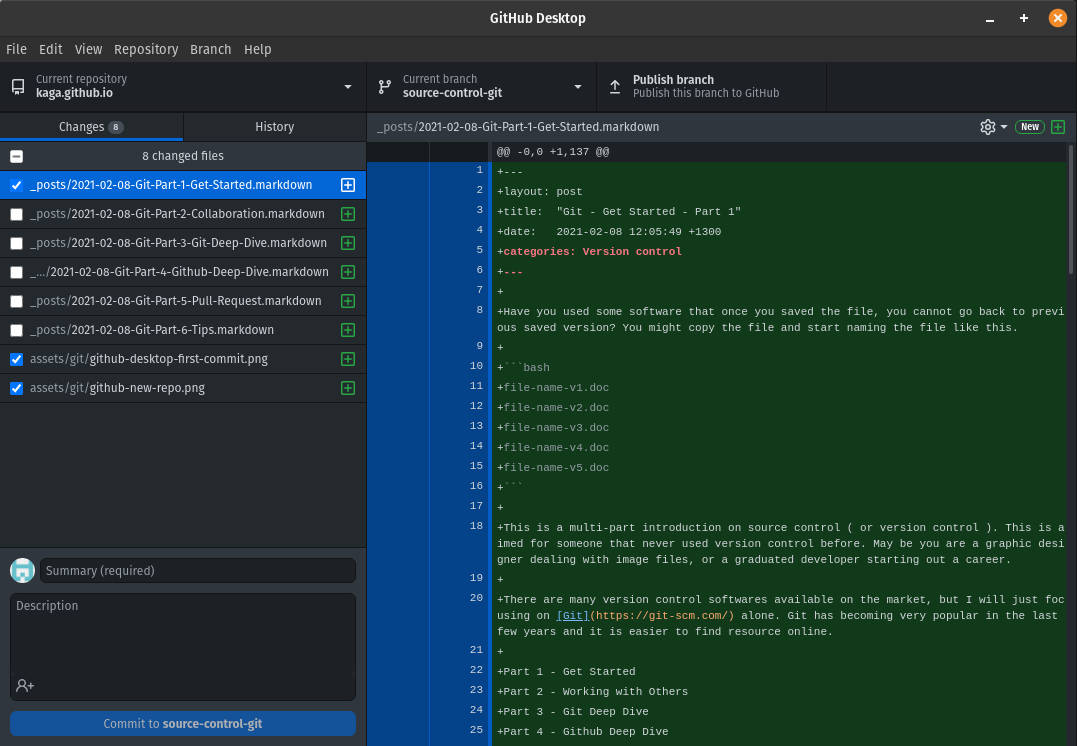 GitHub Desktop
File Edit View Repository Branch Help
Current repository
kaga.github.io
Current branch
source-control-git
Publish branch
Publish this branch to GitHub
Changes 8
History
_posts/2021-02-08-Git-Part-1-Get-Started.markdown
New
8 changed files
_posts/2021-02-08-Git-Part-1-Get-Started.markdown
_posts/2021-02-08-Git-Part-2-Collaboration.markdown
_posts/2021-02-08-Git-Part-3-Git-Deep-Dive.markdown
_.../2021-02-08-Git-Part-4-Github-Deep-Dive.markdown
_posts/2021-02-08-Git-Part-5-Pull-Request.markdown
_posts/2021-02-08-Git-Part-6-Tips.markdown
assets/git/github-desktop-first-commit.png
assets/git/github-new-repo.png
Summary (required)
Description
Commit to source-control-git
@@ -0,0 +1,137 @@
1 +---
2 +layout: post
3 +title:  "Git - Get Started - Part 1"
4 +date:   2021-02-08 12:05:49 +1300
5 +categories: Version control
6 +---
7 +
8 +Have you used some software that once you saved the file, you cannot go back to previ
ous saved version? You might copy the file and start naming the file like this.
9 +
10 +```bash
11 +file-name-v1.doc
12 +file-name-v2.doc
13 +file-name-v3.doc
14 +file-name-v4.doc
15 +file-name-v5.doc
16 +```
17 +
18 +This is a multi-part introduction on source control ( or version control ). This is a
imed for someone that never used version control before. May be you are a graphic desi
gner dealing with image files, or a graduated developer starting out a career.
19 +
20 +There are many version control softwares available on the market, but I will just foc
using on [Git](https://git-scm.com/) alone. Git has becoming very popular in the last
few years and it is easier to find resource online.
21 +
22 +Part 1 - Get Started
23 +Part 2 - Working with Others
24 +Part 3 - Git Deep Dive
25 +Part 4 - Github Deep Dive